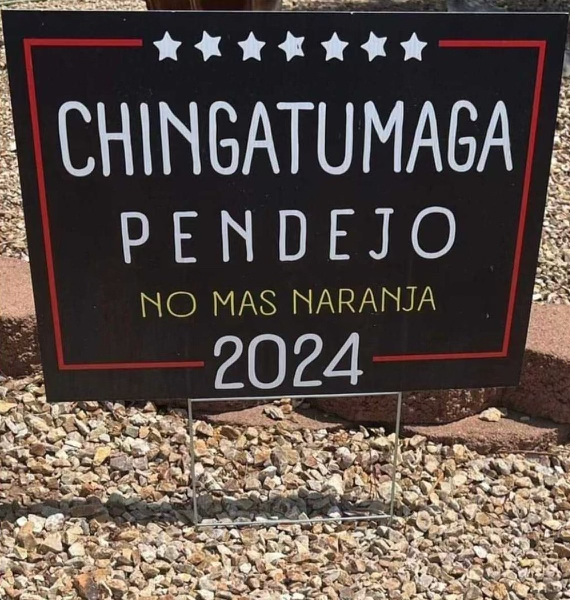 CHINGATUMAGA
PENDEJO
NO MAS NARANJA
2024